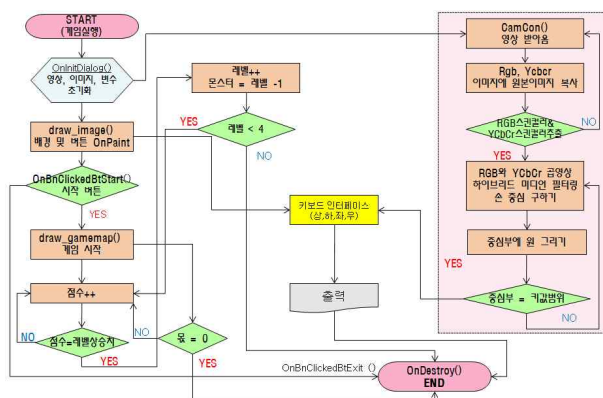 START
(게임실행)
OnInitDialog()
영상, 이미지, 변수
초기화
draw_image()
배경 및 버튼 OnPaint
OnBnClickedBtStart()
시작 버튼
YES
draw_gamemap()
게임 시작
점수++
NO
점수=레벨상승치
YES
레벨++
몬스터 = 레벨 -1
YES
레벨 < 4
NO
NO
몫 = 0
YES
키보드 인터페이스
(상,하,좌,우)
출력
OnBnClickedBtExit ()
OnDestroy()
END
CamCon()
영상 받아옴
Rgb, Ycbcr
이미지에 원본이미지 복사
RGB스킨컬러&
YCbCr스킨컬러추출
NO
YES
RGB와 YCbCr 곱영상
하이브리드 미디언 필터링
손 중심 구하기
중심부에 원 그리기
YES
중심부 = 키값범위
NO